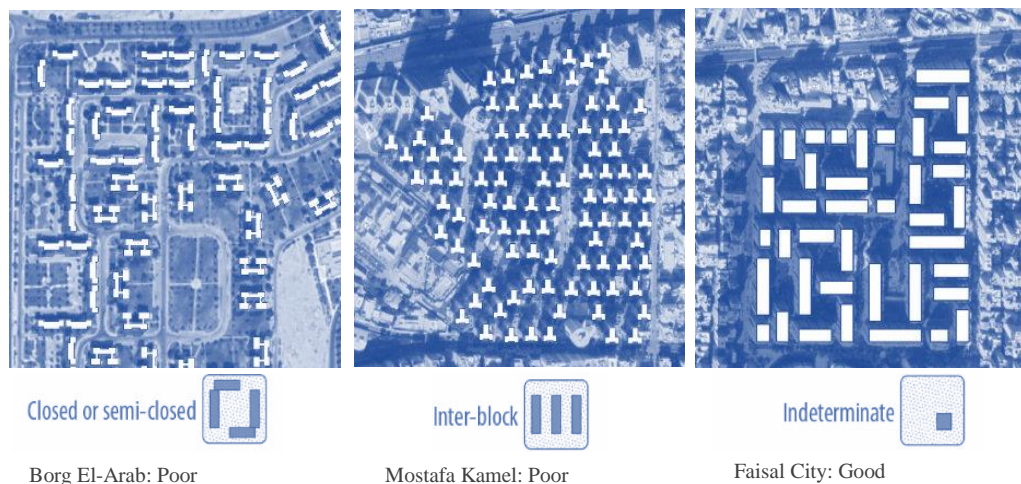 Closed or semi-closed
Inter-block
Indeterminate
Borg El-Arab: Poor
Mostafa Kamel: Poor
Faisal City: Good